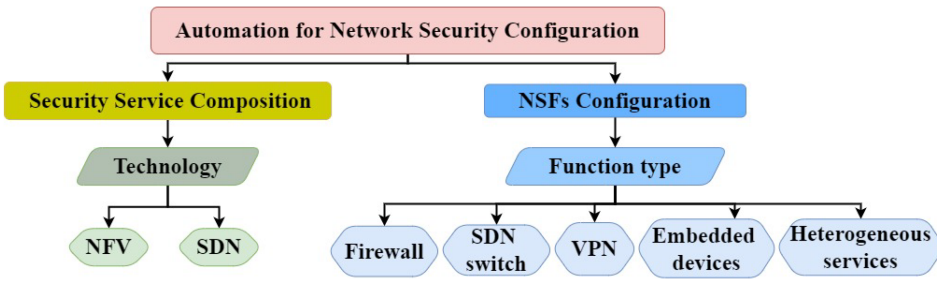 Automation for Network Security Configuration
Security Service Composition
NSFs Configuration
Technology
Function type
NFV
SDN
Firewall
SDN
switch
VPN
Embedded
devices
Heterogeneous
services